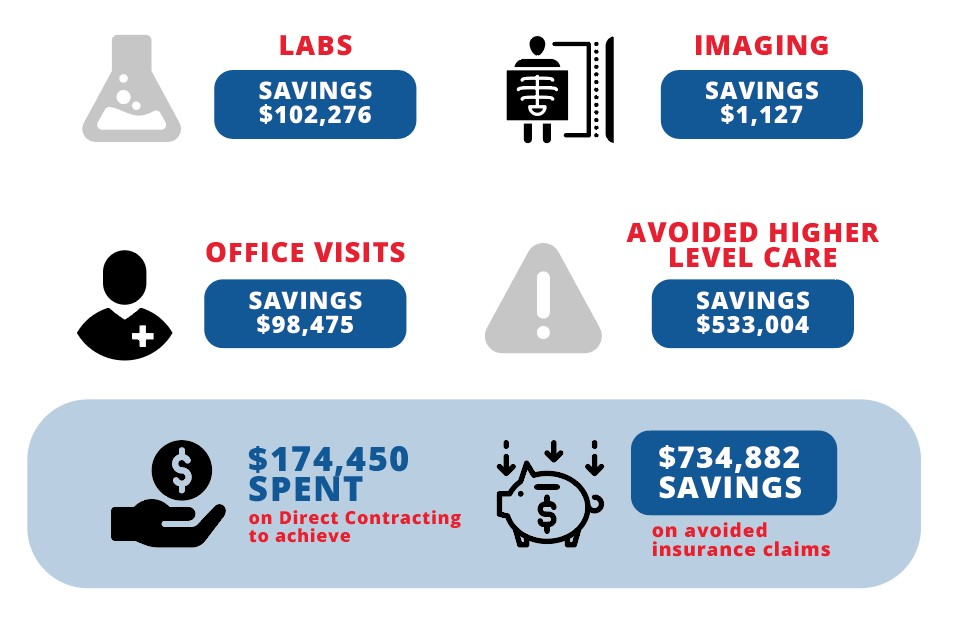 LABS
SAVINGS
$102,276
IMAGING
SAVINGS
$1,127
OFFICE VISITS
SAVINGS
$98,475
AVOIDED HIGHER
LEVEL CARE
SAVINGS
$533,004
$174,450
SPENT
on Direct Contracting
to achieve
$
$
$734,882
SAVINGS
on avoided
insurance claims